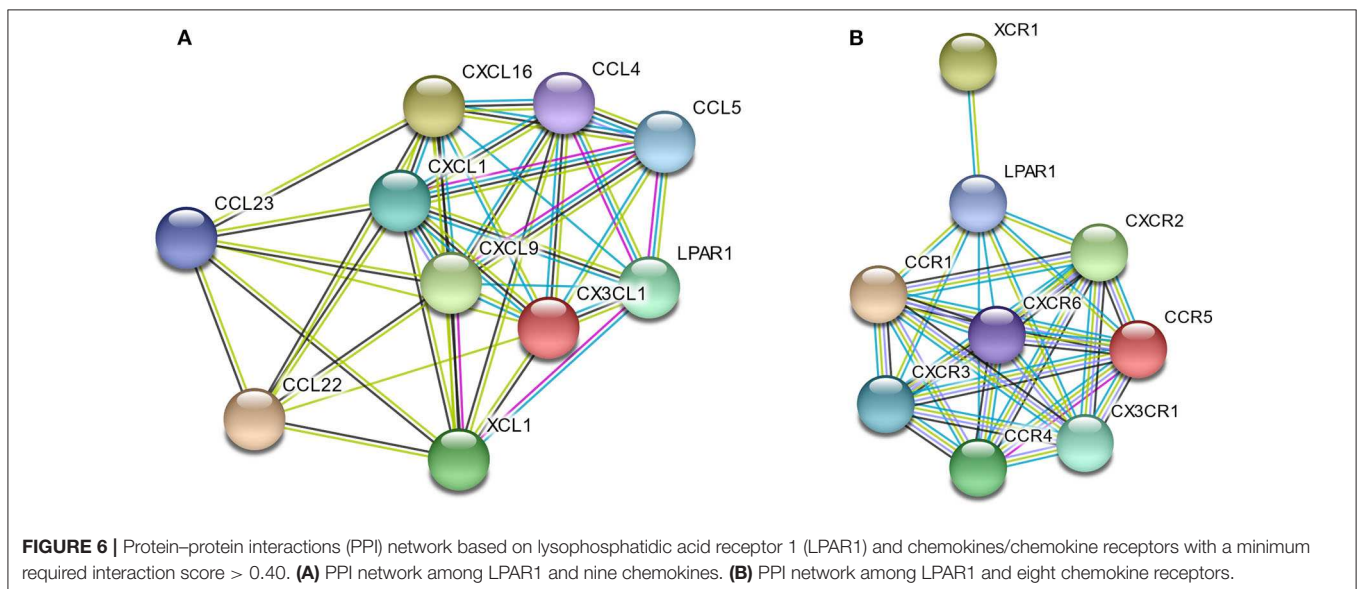 A
B
XCR1
CXCL16
CCL4
CCL5
LPAR1
CXCL1
CXCR2
CCL23
CCR1
CXCL9
LPAR1
CX3CL1
CXCR6
CCR5
CXCR3
CCL22
CX3CR1
XCL1
CCR4
FIGURE 6 | Protein–protein interactions (PPI) network based on lysophosphatidic acid receptor 1 (LPAR1) and chemokines/chemokine receptors with a minimum
required interaction score > 0.40. (A) PPI network among LPAR1 and nine chemokines. (B) PPI network among LPAR1 and eight chemokine receptors.